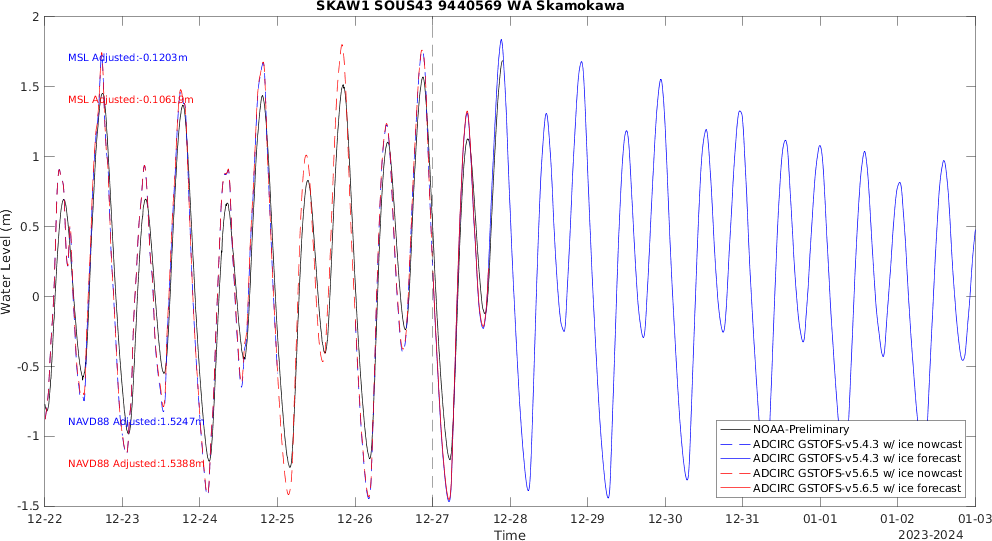 SKAW1 SOUS43 9440569 WA Skamokawa
2
1.5
1
0.5
0
-0.5
-1
-1.5
Water Level (m)
MSL Adjusted:-0.1203m
MSL Adjusted:-0.10619m
NAVD88 Adjusted:1.5247m
NAVD88 Adjusted:1.5388m
NOAA-Preliminary
ADCIRC GSTOFS-v5.4.3 w/ ice nowcast
ADCIRC GSTOFS-v5.4.3 w/ ice forecast
ADCIRC GSTOFS-v5.6.5 w/ ice nowcast
ADCIRC GSTOFS-v5.6.5 w/ ice forecast
12-22 12-23 12-24 12-25 12-26 12-27 12-28 12-29 12-30 12-31 01-01 01-02 01-03
Time
2023-2024